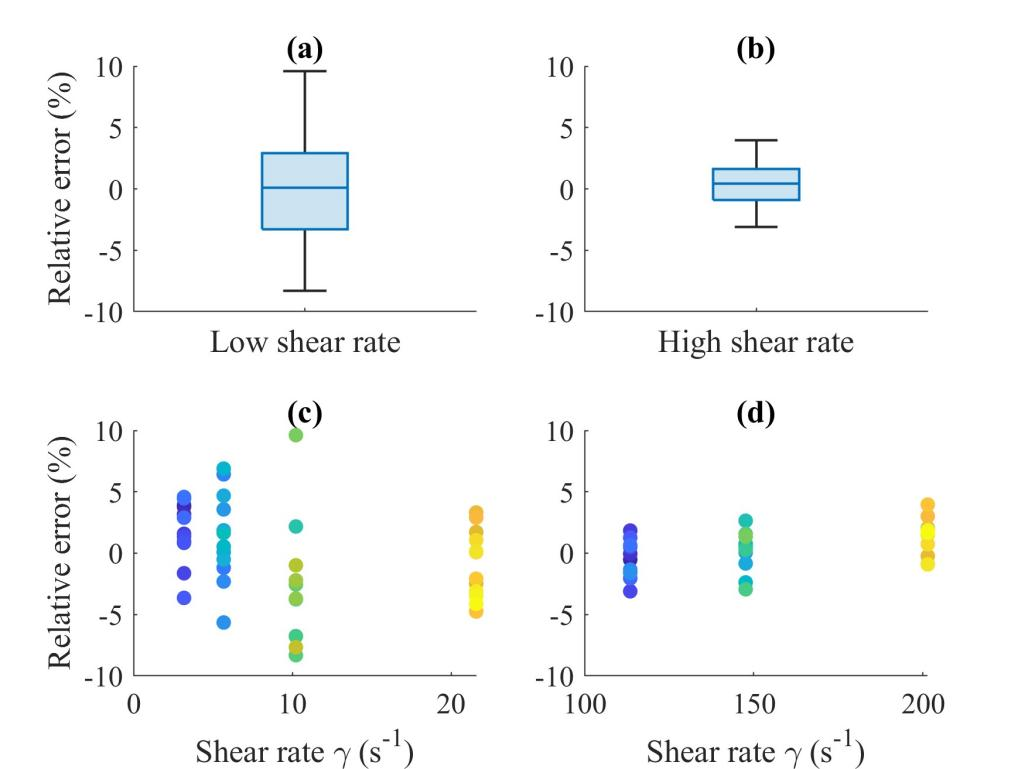 (a)
(b)
Relative error (%)
10
5
0
-5
-10
10
5
0
-5
-10
Low shear rate
High shear rate
(c)
(d)
Relative error (%)
10
5
0
-5
-10
10
5
0
-5
-10
0
10
20
100
150
200
Shear rate γ (s⁻¹)
Shear rate γ (s⁻¹)